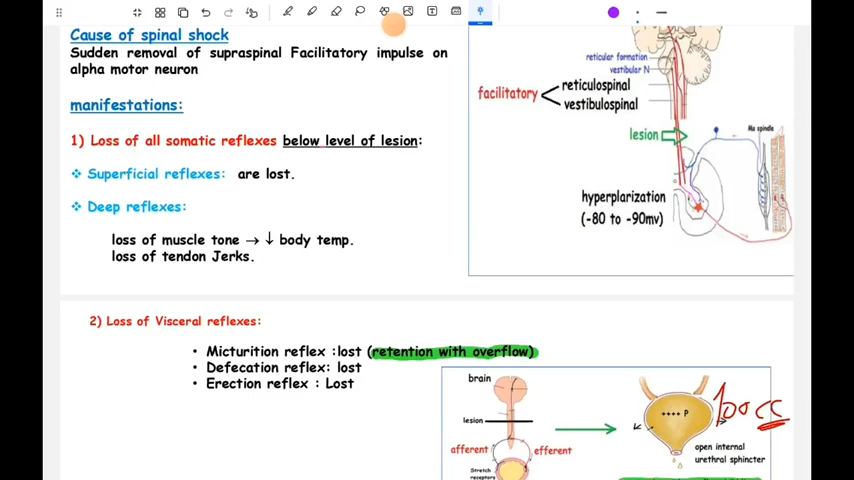 Cause of spinal shock
Sudden removal of supraspinal Facilitatory impulse on
alpha motor neuron
manifestations:
1) Loss of all somatic reflexes below level of lesion:
❖ Superficial reflexes: are lost.
❖ Deep reflexes:
loss of muscle tone → ↓ body temp.
loss of tendon Jerks.
reticular formation
vestibular N
facilitatory
reticulospinal
vestibulospinal
lesion
Ms spindle
hyperplarization
(-80 to -90mv)
2) Loss of Visceral reflexes:
• Micturition reflex :lost (retention with overflow)
• Defecation reflex: lost
• Erection reflex : Lost
brain
lesion
afferent
efferent
Stretch
receptors
++++ P
100 cc
open internal
urethral sphincter